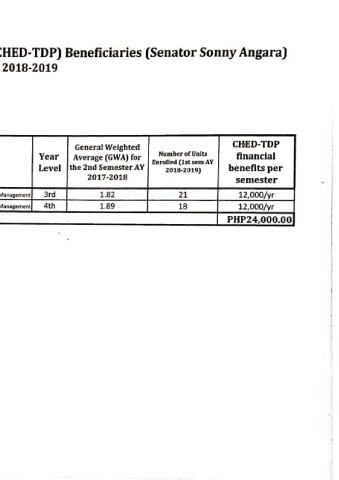 CHED-TDP) Beneficiaries (Senator Sonny Angara)
2018-2019
Year Level
General Weighted Average (GWA) for the 2nd Semester AY 2017-2018
Number of Units Enrolled (1st sem AY 2018-2019)
CHED-TDP financial benefits per semester
Management 3rd 1.82 21 12,000/yr
Management 4th 1.89 18 12,000/yr
PHP24,000.00